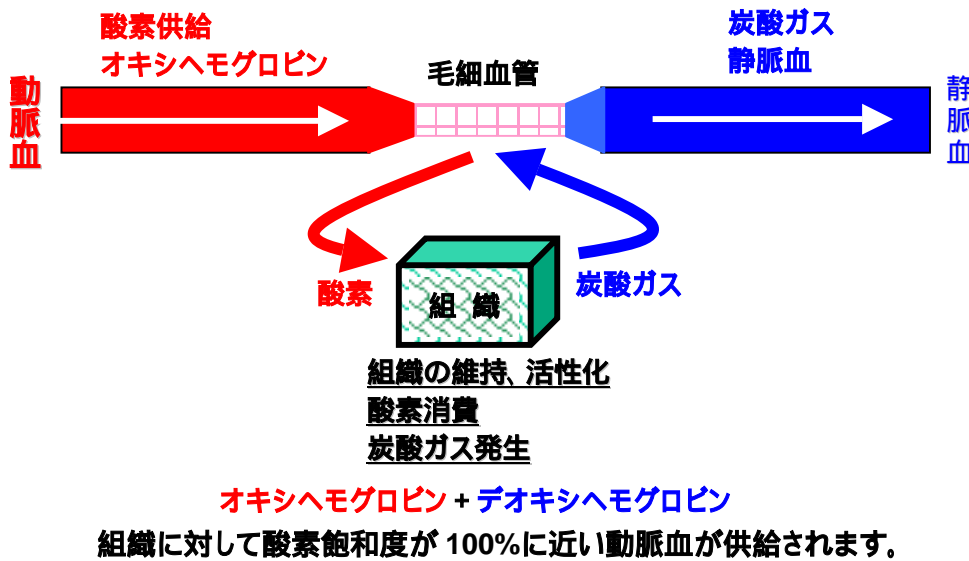 酸素供給
オキシヘモグロビン
炭酸ガス
静脈血
毛細血管
動脈血
静脈血
酸素
炭酸ガス
組 織
組織の維持、活性化
酸素消費
炭酸ガス発生
オキシヘモグロビン + デオキシヘモグロビン
組織に対して酸素飽和度が 100%に近い動脈血が供給されます。